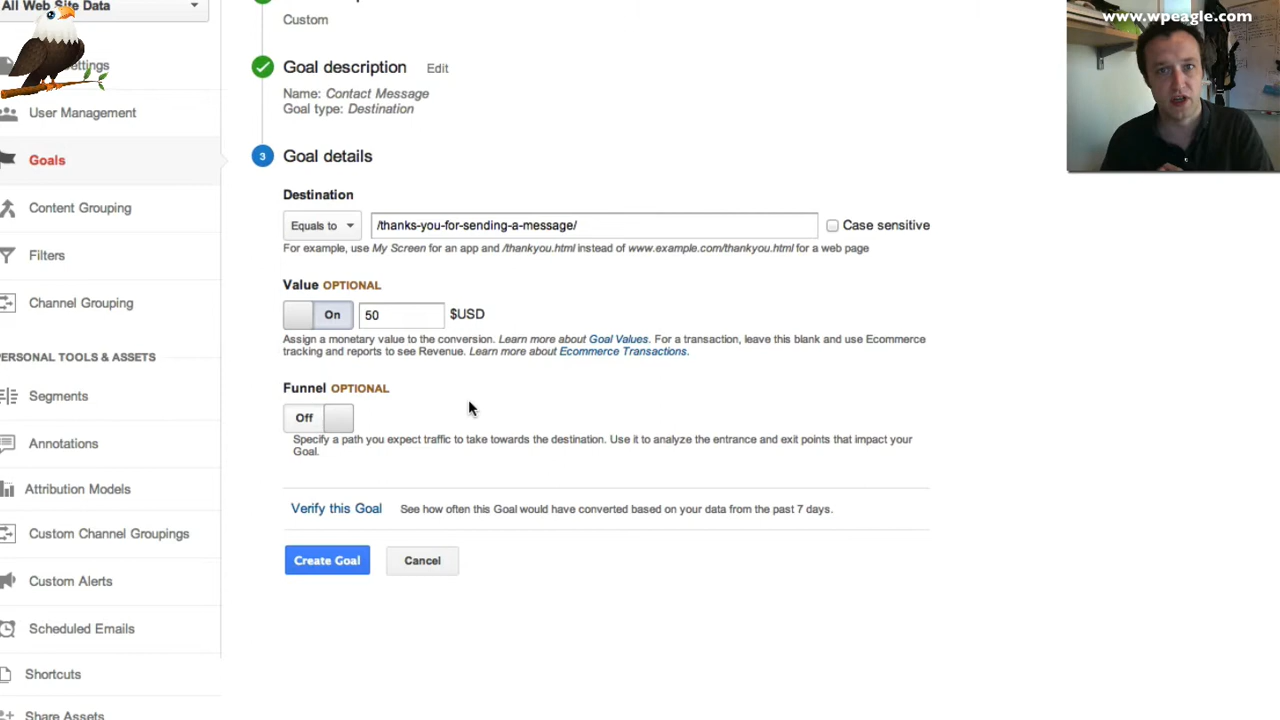 All Web Site Data
www.wpeagle.com
Custom
Goal description Edit
Name: Contact Message
Goal type: Destination
User Management
Goals
Content Grouping
Filters
Channel Grouping
PERSONAL TOOLS & ASSETS
Segments
Annotations
Attribution Models
Custom Channel Groupings
Custom Alerts
Scheduled Emails
Shortcuts
Share Assets
3 Goal details
Destination
Equals to /thanks-you-for-sending-a-message/ Case sensitive
For example, use My Screen for an app and /thankyou.html instead of www.example.com/thankyou.html for a web page
Value OPTIONAL
On 50 $USD
Assign a monetary value to the conversion. Learn more about Goal Values. For a transaction, leave this blank and use Ecommerce
tracking and reports to see Revenue. Learn more about Ecommerce Transactions.
Funnel OPTIONAL
Off
Specify a path you expect traffic to take towards the destination. Use it to analyze the entrance and exit points that impact your
Goal.
Verify this Goal See how often this Goal would have converted based on your data from the past 7 days.
Create Goal Cancel